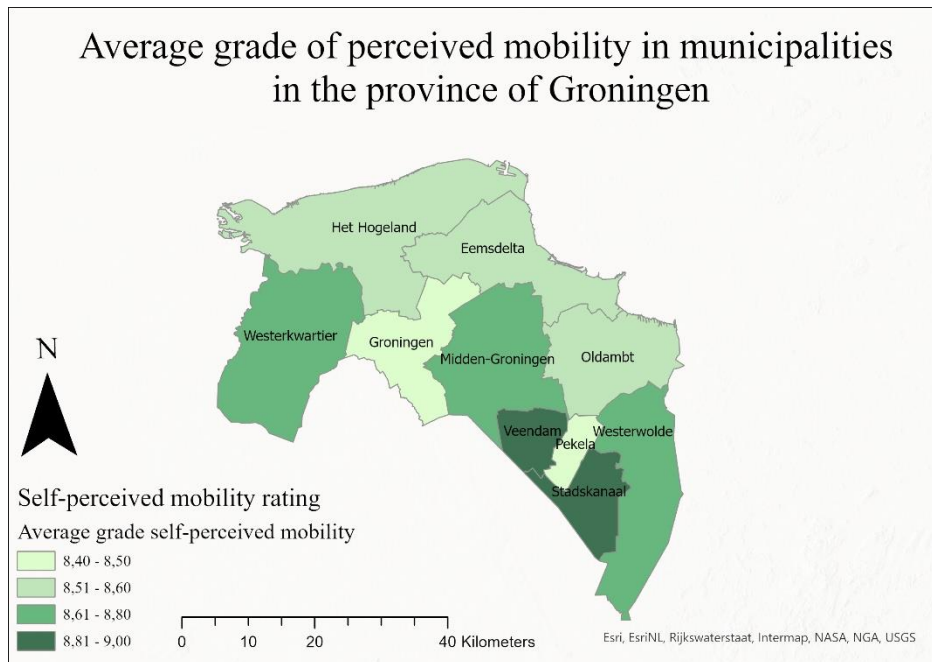 Average grade of perceived mobility in municipalities
in the province of Groningen
Het Hogeland
Eemsdelta
Westerkwartier
Groningen
Midden-Groningen
Oldambt
Veendam
Pekela
Westerwolde
Stadskanaal
N
Self-perceived mobility rating
Average grade self-perceived mobility
8,40 - 8,50
8,51 - 8,60
8,61 - 8,80
8,81 - 9,00
0 10 20 40 Kilometers
Esri, EsriNL, Rijkswaterstaat, Intermap, NASA, NGA, USGS